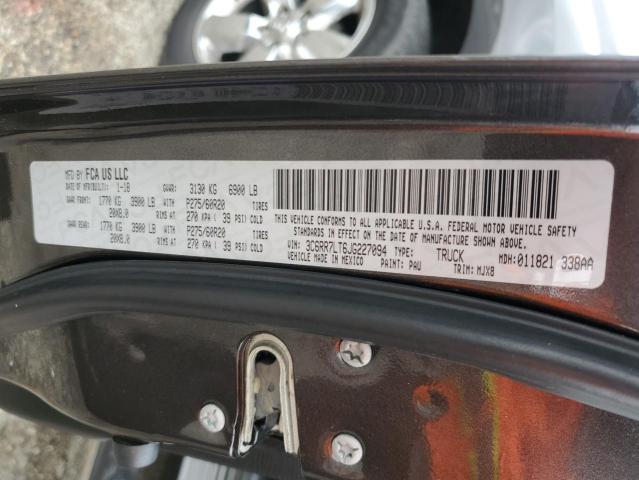 MFD BY FCA US LLC
DATE OF MFR(BUILT): 1-18 GVWR: 3130 KG 6900 LB
GAWR FRONT: 1770 KG 3900 LB WITH P275/60R20 TIRES
20X8.0 RIMS AT 270 KPA ( 39 PSI) COLD
GAWR REAR: 1770 KG 3900 LB WITH P275/60R20 TIRES
20X8.0 RIMS AT 270 KPA ( 39 PSI) COLD
THIS VEHICLE CONFORMS TO ALL APPLICABLE U.S.A. FEDERAL MOTOR VEHICLE SAFETY
STANDARDS IN EFFECT ON THE DATE OF MANUFACTURE SHOWN ABOVE.
VIN: 3C6RR7LT6JG227094 TYPE: TRUCK MDH: 011821 338AA
VEHICLE MADE IN MEXICO PAINT: PAU TRIM: MJX8